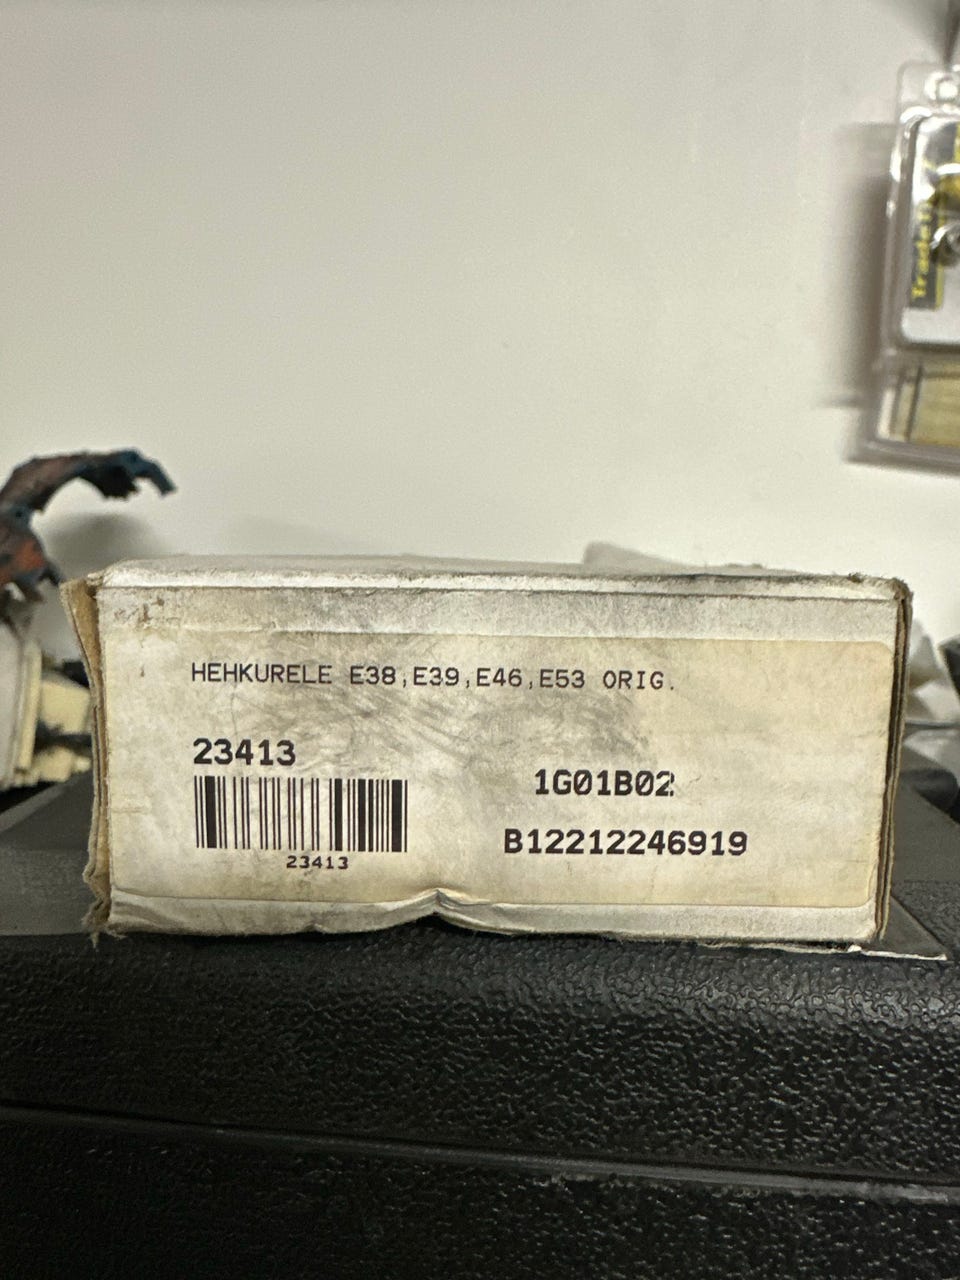 HEHKURELE E38,E39,E46,E53 ORIG.
23413
23413
1G01B02
B12212246919